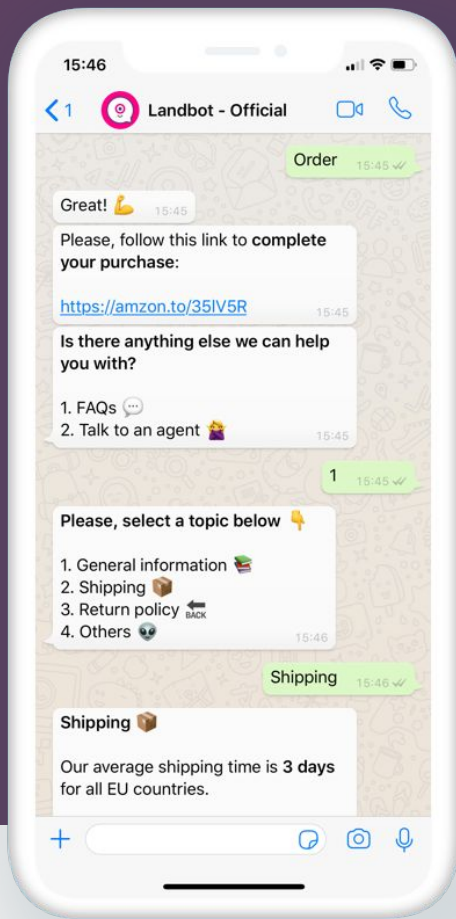 15:46
1
Landbot - Official
Order 15:45
Great! 💪 15:45
Please, follow this link to complete
your purchase:
https://amzon.to/35IV5R 15:45
Is there anything else we can help
you with?
1. FAQs 💬
2. Talk to an agent 🙅‍♀️ 15:45
1 15:45
Please, select a topic below 👇
1. General information 📚
2. Shipping 📦
3. Return policy 🔙
4. Others 👽 15:46
Shipping 15:46
Shipping 📦
Our average shipping time is 3 days
for all EU countries.